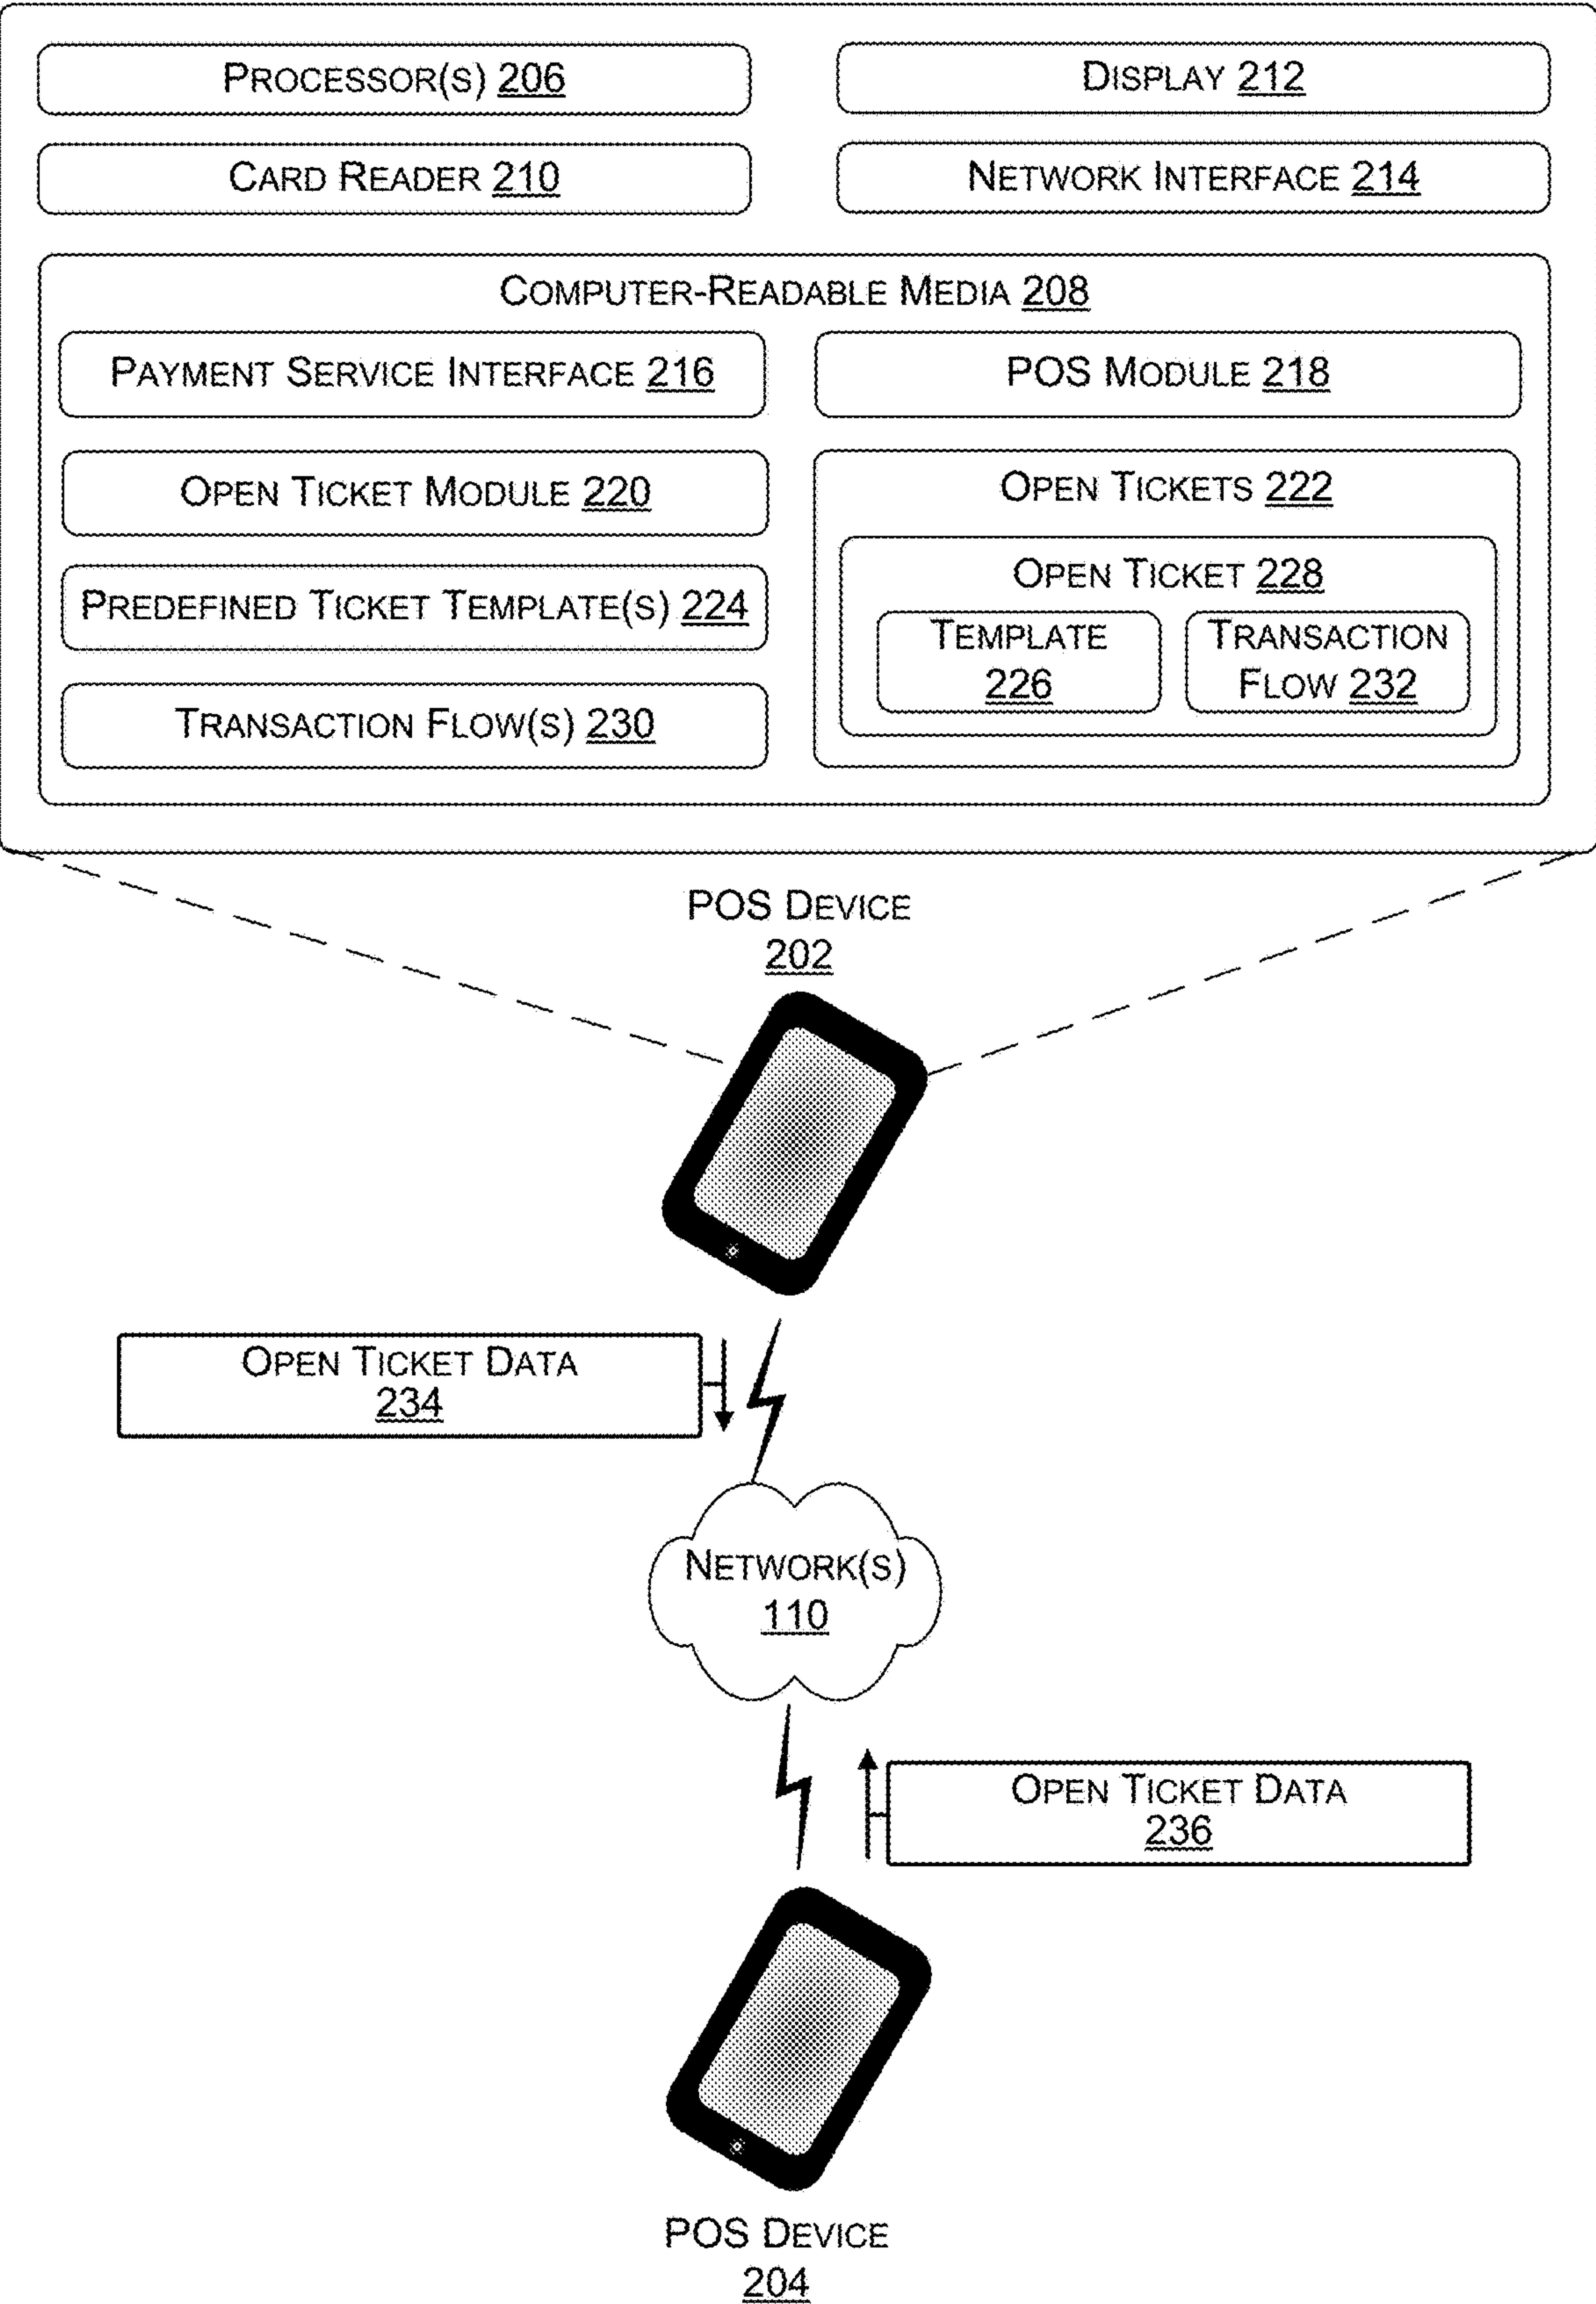 PROCESSOR(S) 206
DISPLAY 212
CARD READER 210
NETWORK INTERFACE 214
COMPUTER-READABLE MEDIA 208
PAYMENT SERVICE INTERFACE 216
POS MODULE 218
OPEN TICKET MODULE 220
OPEN TICKETS 222
OPEN TICKET 228
PREDEFINED TICKET TEMPLATE(S) 224
TEMPLATE
226
TRANSACTION
FLOW 232
TRANSACTION FLOW(S) 230
POS DEVICE
202
OPEN TICKET DATA
234
NETWORK(S)
110
OPEN TICKET DATA
236
POS DEVICE
204